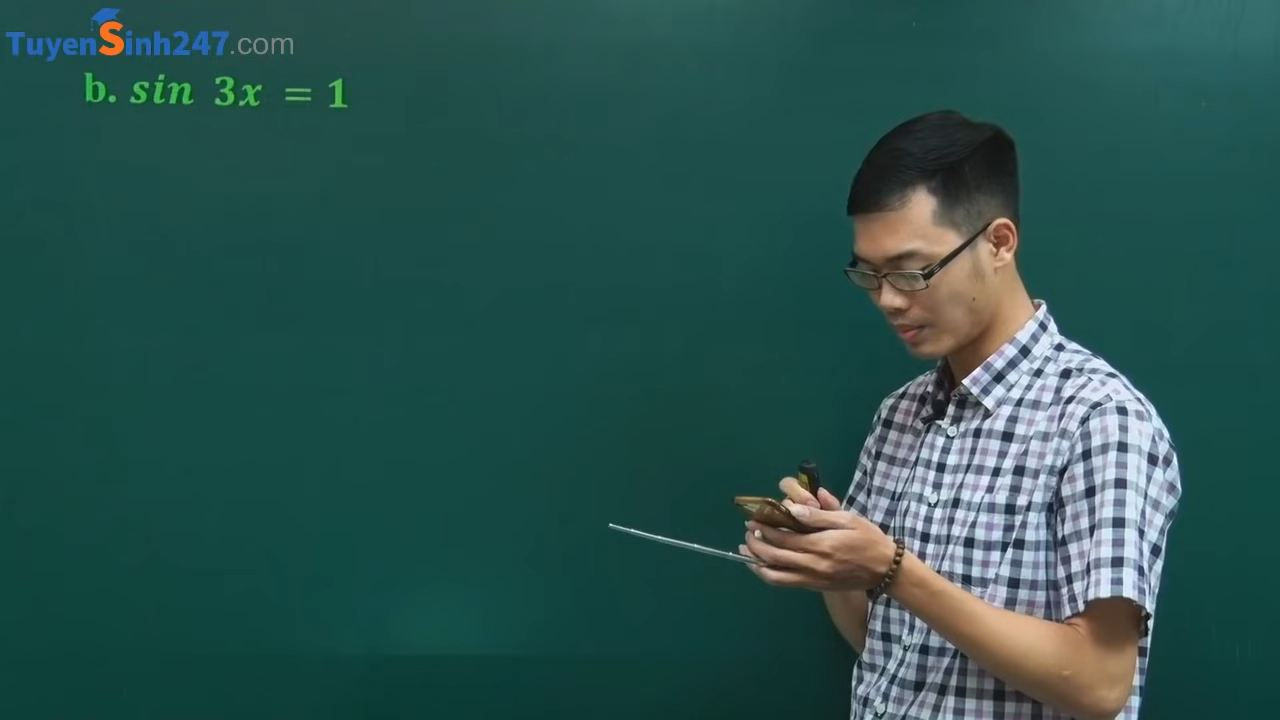 TuyenSinh247.com
b. sin 3x = 1